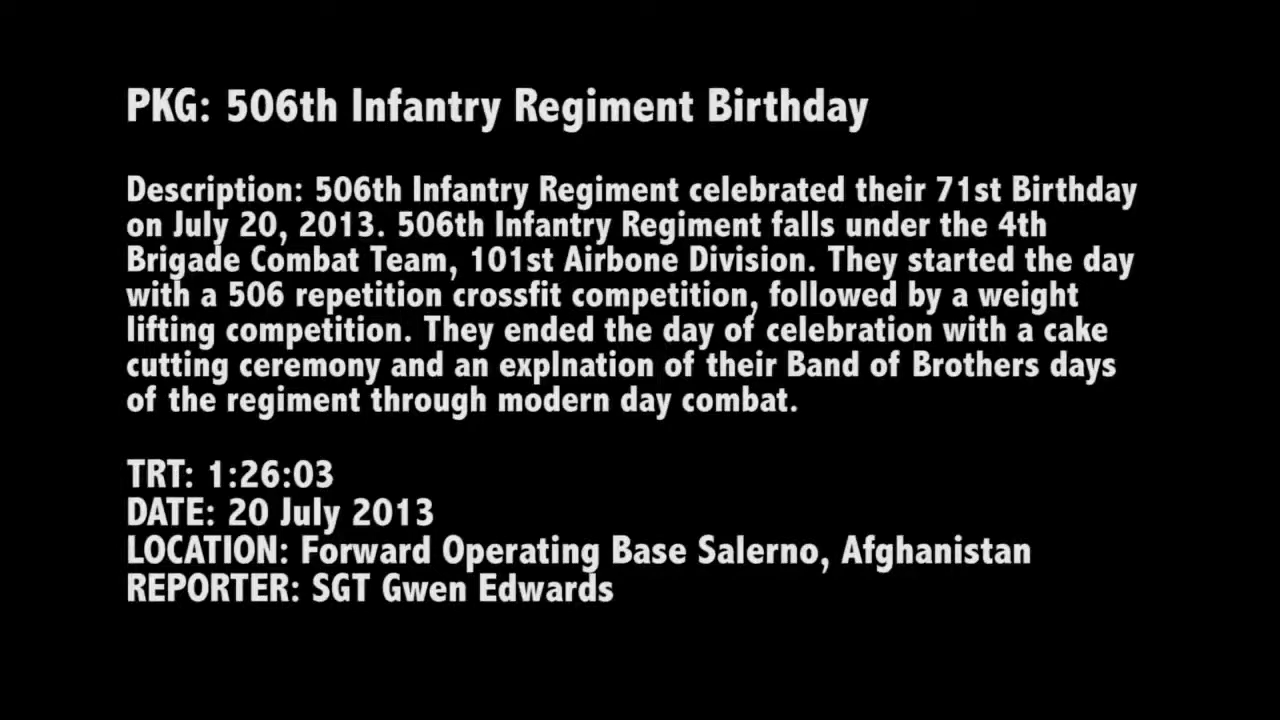 PKG: 506th Infantry Regiment Birthday
Description: 506th Infantry Regiment celebrated their 71st Birthday
on July 20, 2013. 506th Infantry Regiment falls under the 4th
Brigade Combat Team, 101st Airbone Division. They started the day
with a 506 repetition crossfit competition, followed by a weight
lifting competition. They ended the day of celebration with a cake
cutting ceremony and an explnation of their Band of Brothers days
of the regiment through modern day combat.
TRT: 1:26:03
DATE: 20 July 2013
LOCATION: Forward Operating Base Salerno, Afghanistan
REPORTER: SGT Gwen Edwards